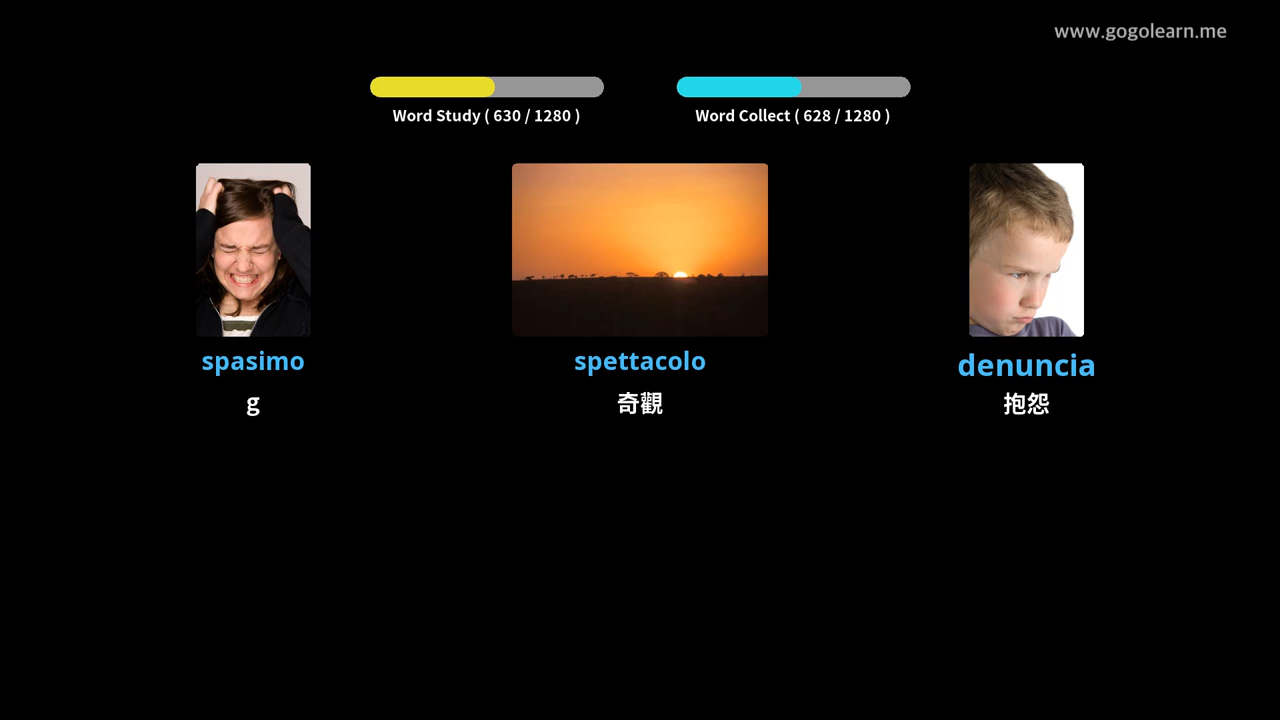 www.gogolearn.me
Word Study ( 630 / 1280 )
Word Collect ( 628 / 1280 )
spasimo
spettacolo
denuncia
g
奇觀
抱怨